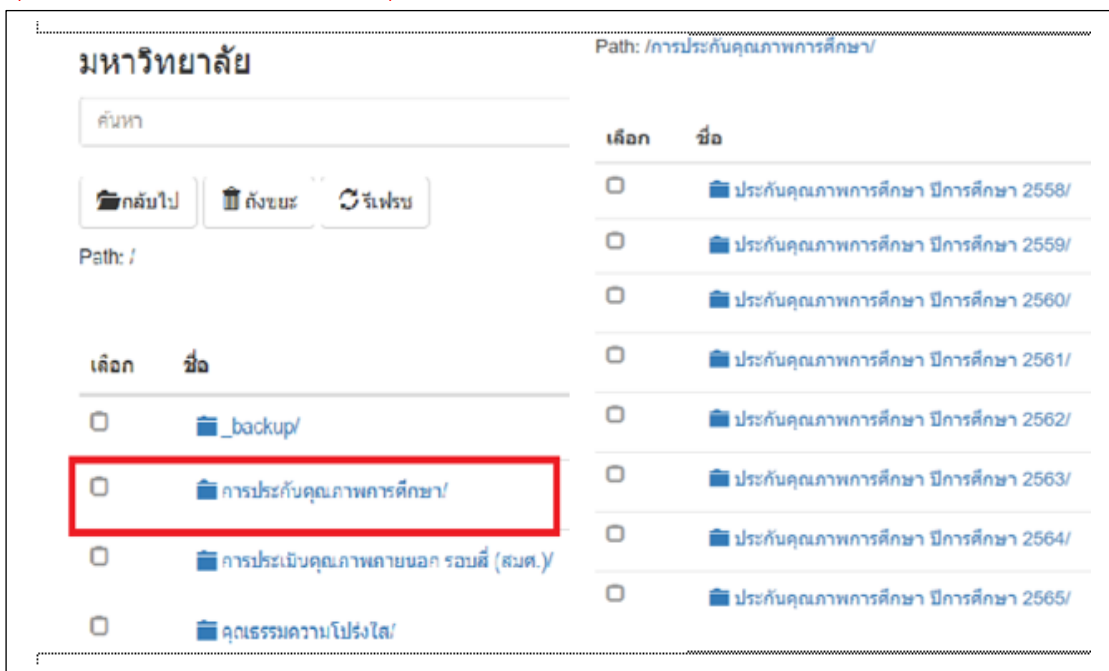 มหาวิทยาลัย
ค้นหา
กลับไป ถังขยะ รีเฟรช
Path: /
เลือก ชื่อ
_backup/
การประกันคุณภาพการศึกษา/
การประเมินคุณภาพภายนอก รอบสี่ (สมศ.)/
คุณธรรมความโปร่งใส/
Path: /การประกันคุณภาพการศึกษา/
เลือก ชื่อ
ประกันคุณภาพการศึกษา ปีการศึกษา 2558/
ประกันคุณภาพการศึกษา ปีการศึกษา 2559/
ประกันคุณภาพการศึกษา ปีการศึกษา 2560/
ประกันคุณภาพการศึกษา ปีการศึกษา 2561/
ประกันคุณภาพการศึกษา ปีการศึกษา 2562/
ประกันคุณภาพการศึกษา ปีการศึกษา 2563/
ประกันคุณภาพการศึกษา ปีการศึกษา 2564/
ประกันคุณภาพการศึกษา ปีการศึกษา 2565/